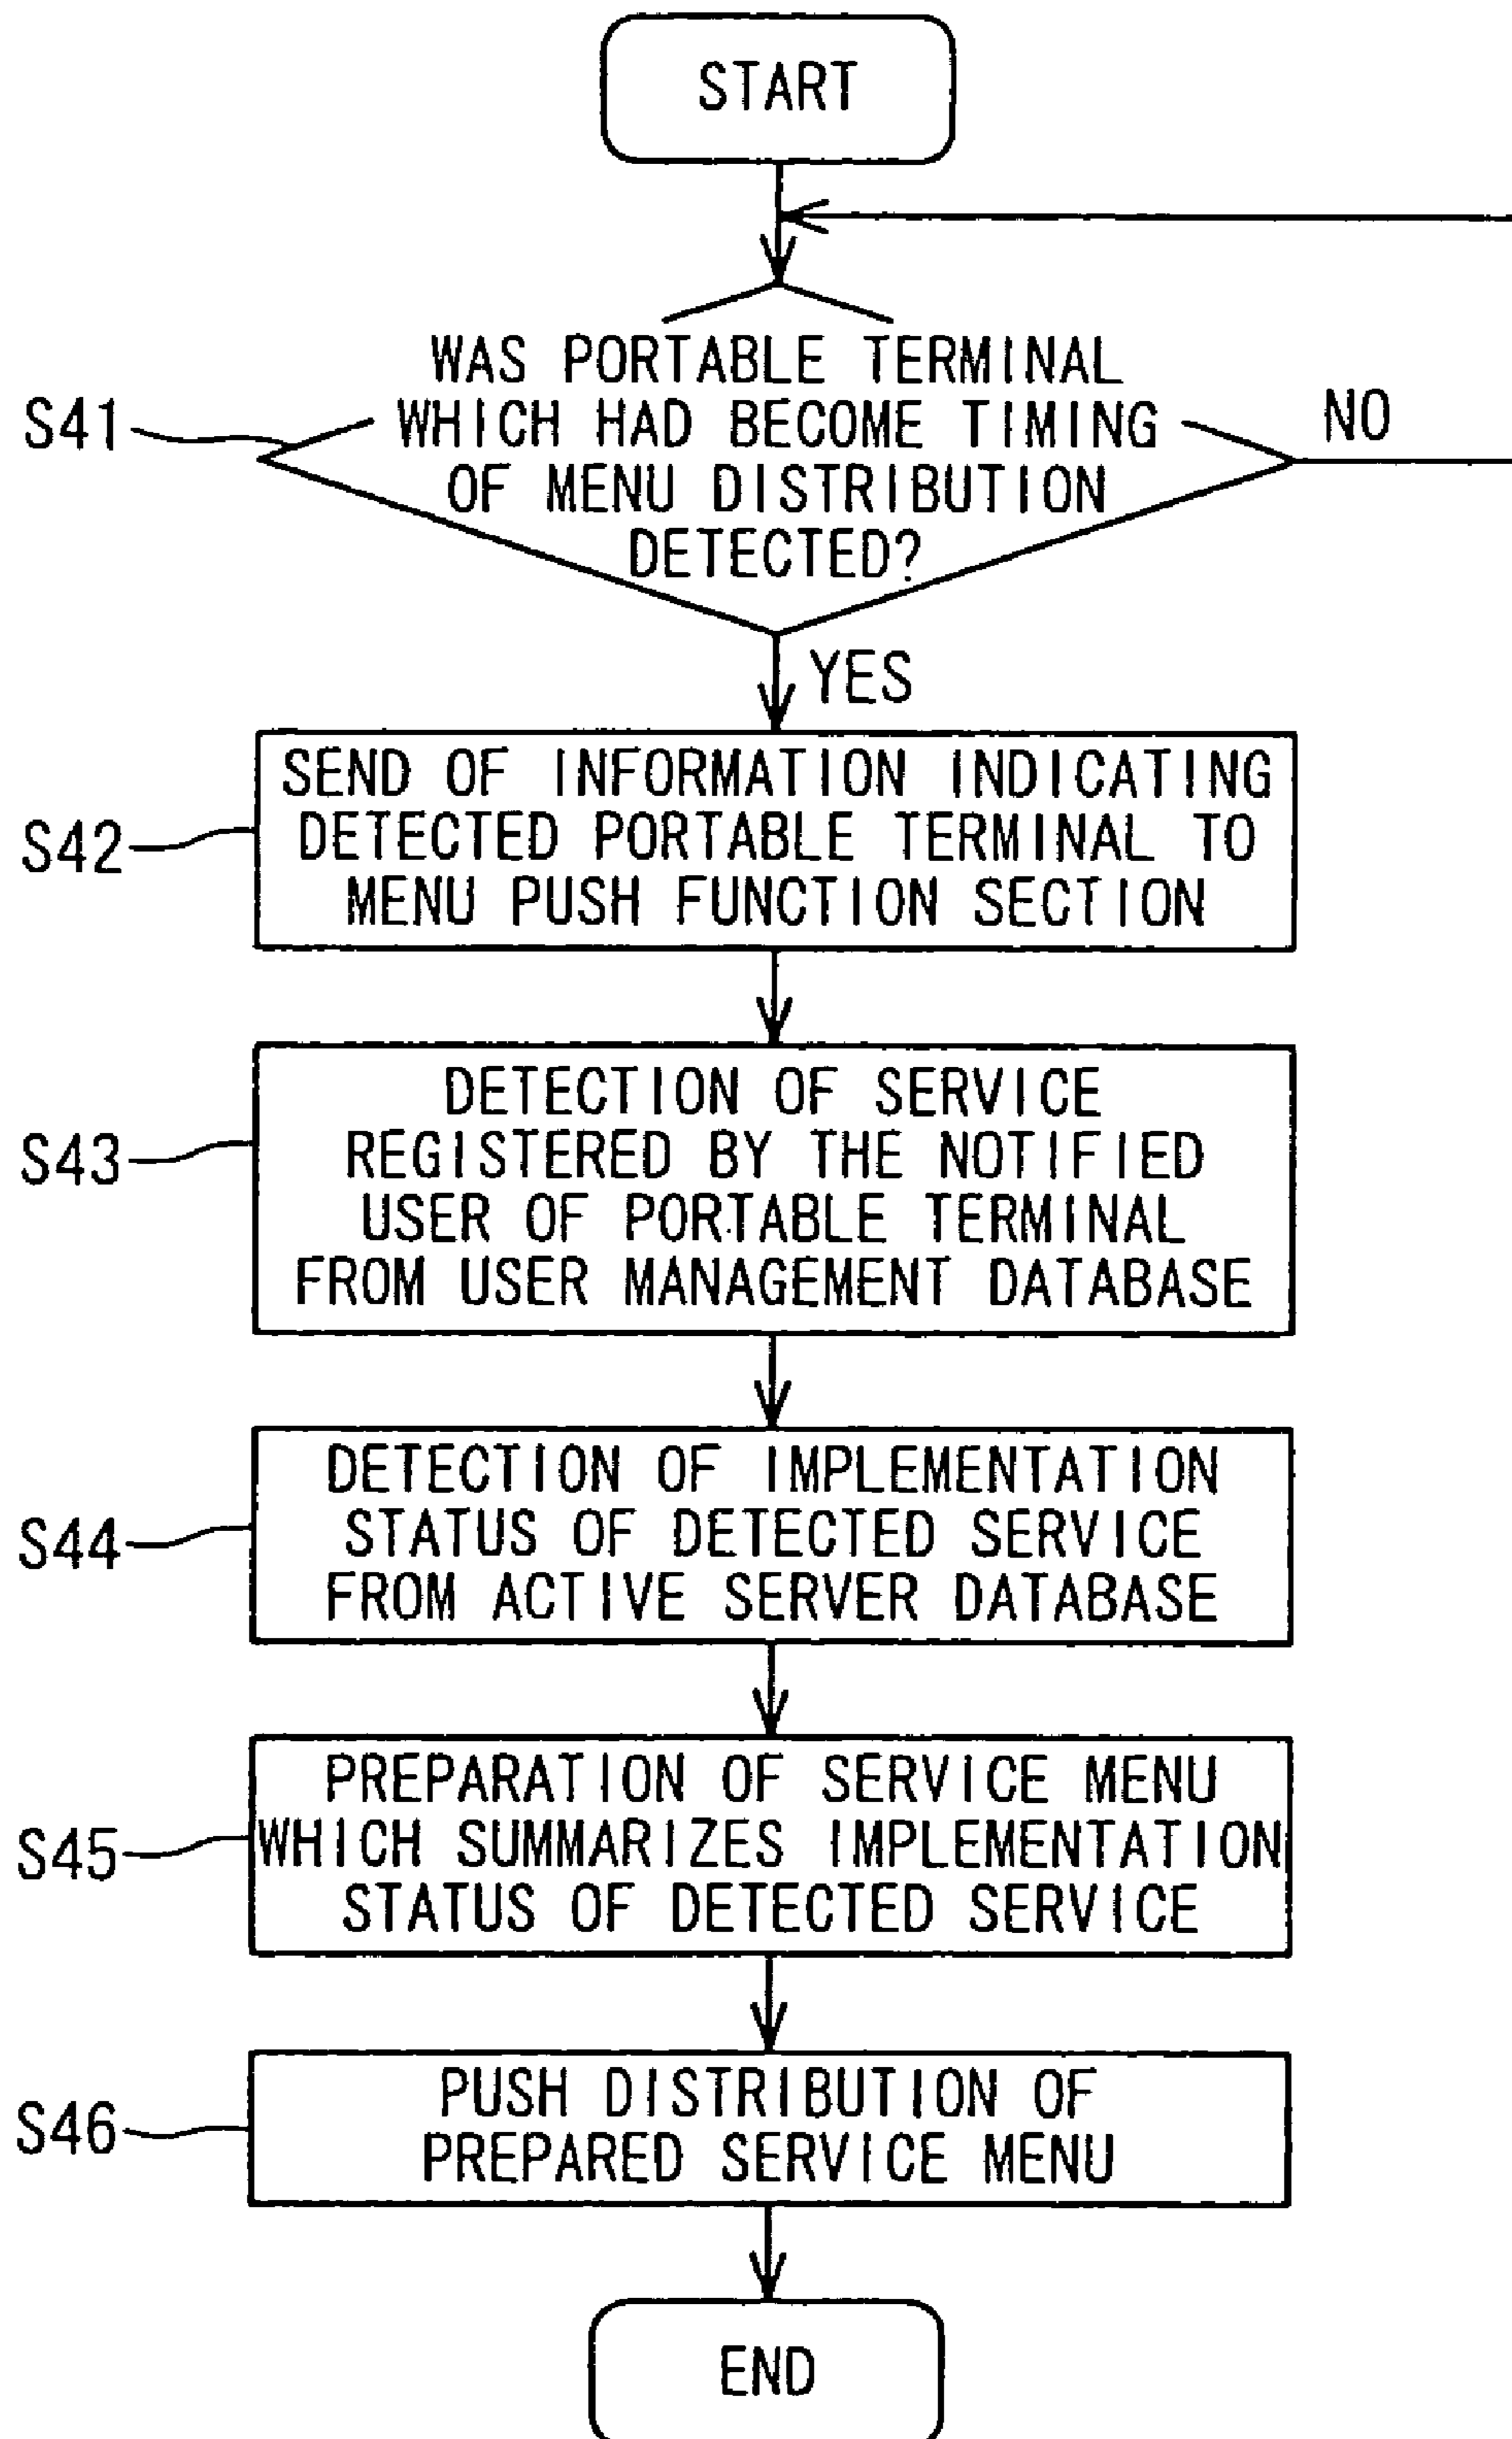 START
WAS PORTABLE TERMINAL
WHICH HAD BECOME TIMING
OF MENU DISTRIBUTION
DETECTED?
S41
NO
YES
SEND OF INFORMATION INDICATING
DETECTED PORTABLE TERMINAL TO
MENU PUSH FUNCTION SECTION
S42
DETECTION OF SERVICE
REGISTERED BY THE NOTIFIED
USER OF PORTABLE TERMINAL
FROM USER MANAGEMENT DATABASE
S43
DETECTION OF IMPLEMENTATION
STATUS OF DETECTED SERVICE
FROM ACTIVE SERVER DATABASE
S44
PREPARATION OF SERVICE MENU
WHICH SUMMARIZES IMPLEMENTATION
STATUS OF DETECTED SERVICE
S45
PUSH DISTRIBUTION OF
PREPARED SERVICE MENU
S46
END